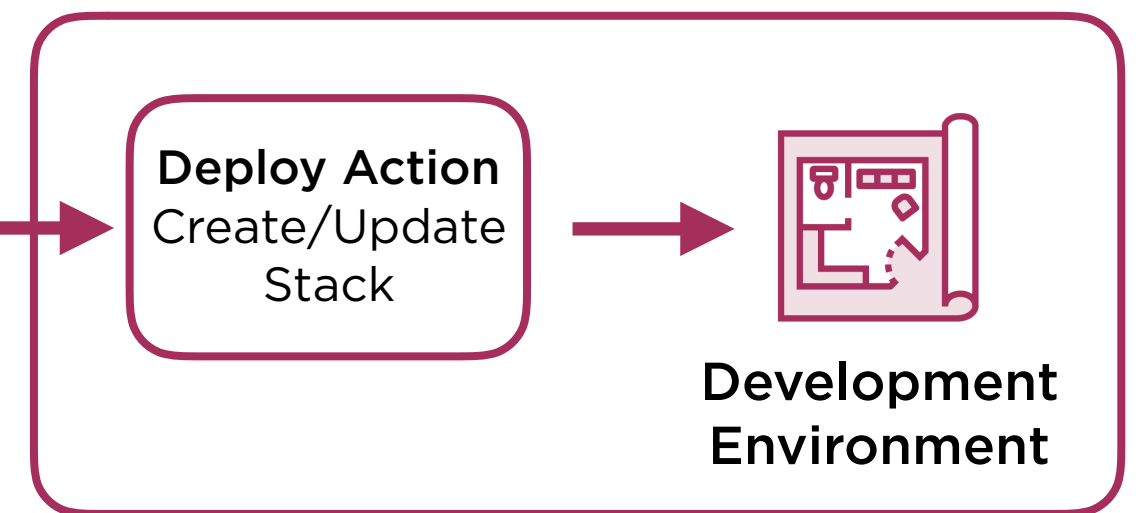 Deploy Action
Create/Update
Stack
Development
Environment